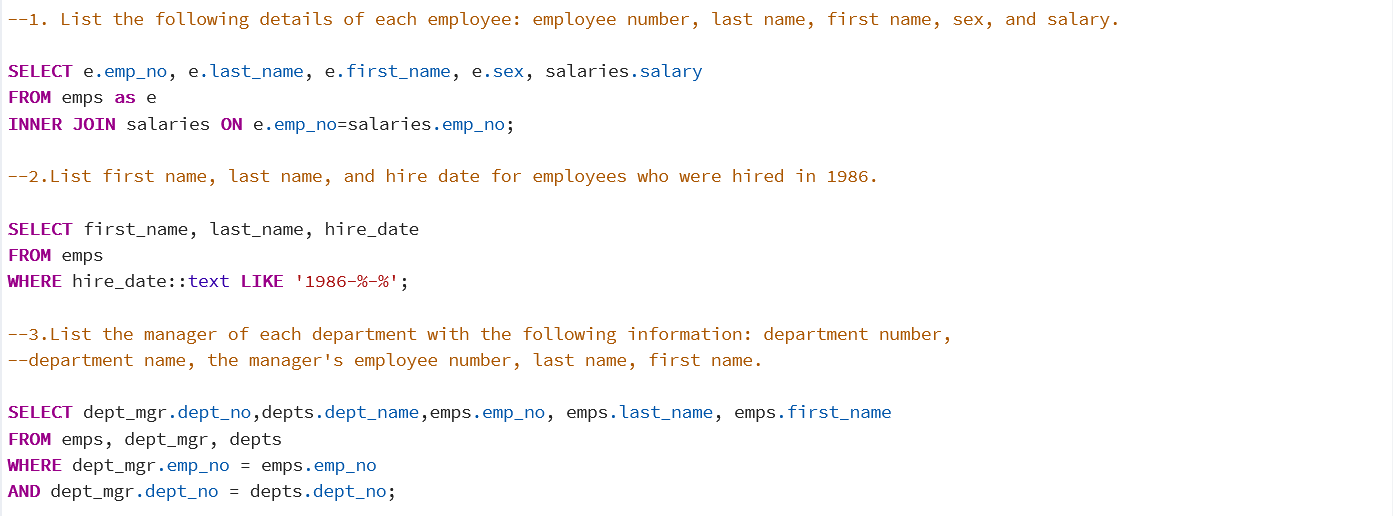 --1. List the following details of each employee: employee number, last name, first name, sex, and salary.
SELECT e.emp_no, e.last_name, e.first_name, e.sex, salaries.salary
FROM emps as e
INNER JOIN salaries ON e.emp_no=salaries.emp_no;
--2.List first name, last name, and hire date for employees who were hired in 1986.
SELECT first_name, last_name, hire_date
FROM emps
WHERE hire_date::text LIKE '1986-%-%';
--3.List the manager of each department with the following information: department number,
--department name, the manager's employee number, last name, first name.
SELECT dept_mgr.dept_no,depts.dept_name,emps.emp_no, emps.last_name, emps.first_name
FROM emps, dept_mgr, depts
WHERE dept_mgr.emp_no = emps.emp_no
AND dept_mgr.dept_no = depts.dept_no;